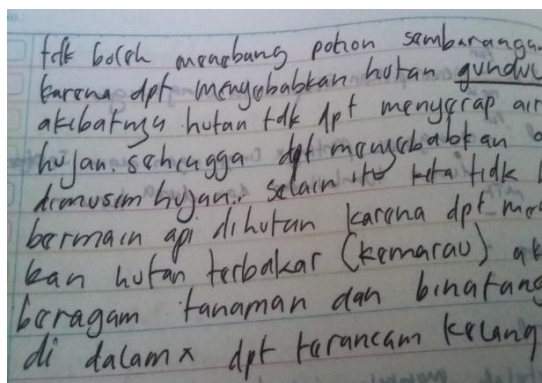 tdk boleh menebang pohon sembarangan
karena dpt menyebabkan hutan gundul
akibatnya hutan tdk dpt menyerap air
hujan. sehingga dpt menyebabkan
dimusim hujan. selain itu kita tidk
bermain api dihutan karena dpt me
kan hutan terbakar (kemarau) ak
beragam tanaman dan binatang
di dalamx dpt terancam kelang